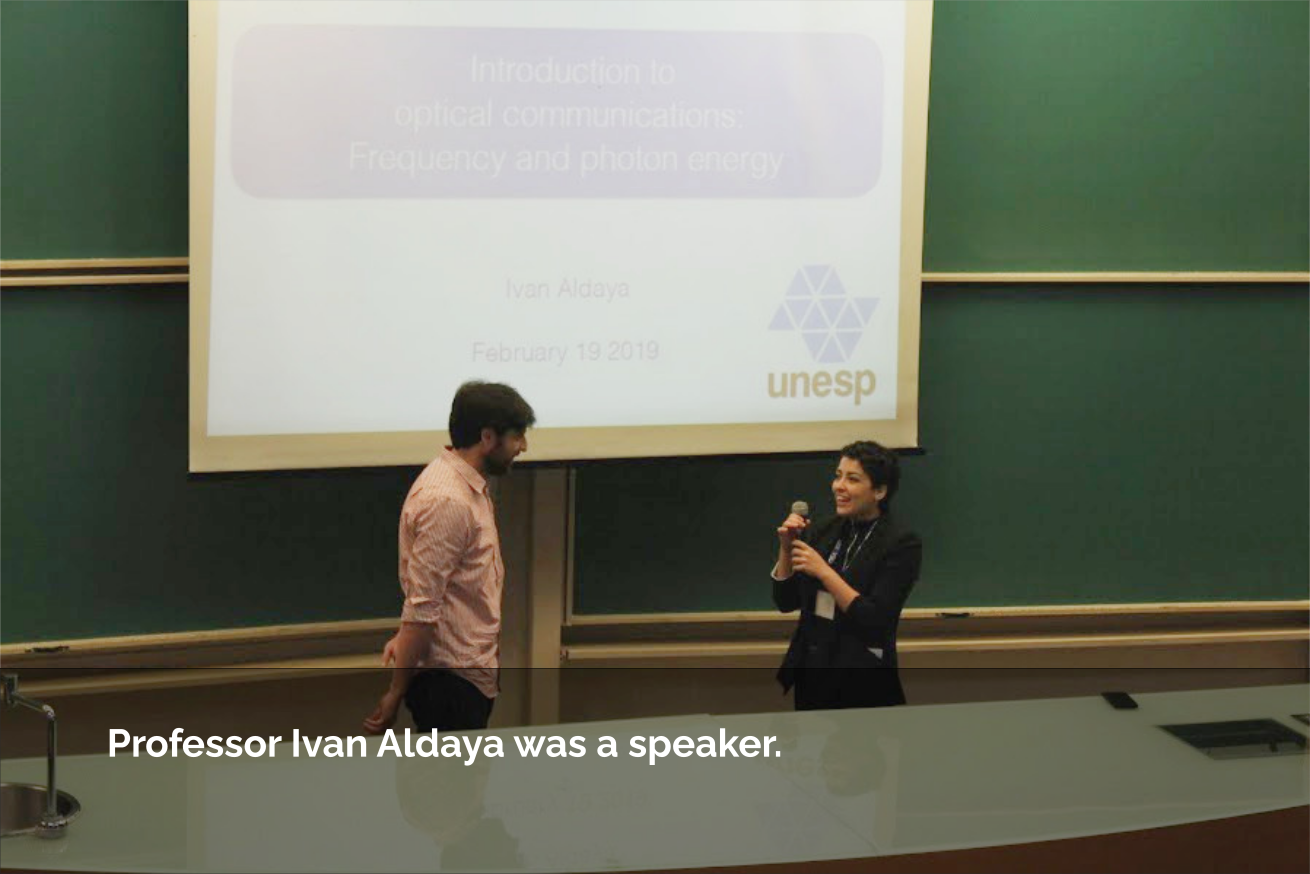 Introduction to
optical communications:
Frequency and photon energy
Ivan Aldaya
February 19 2019
unesp
Professor Ivan Aldaya was a speaker.